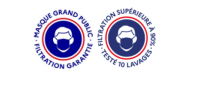 MASQUE GRAND PUBLIC
• FILTRATION GARANTIE •
FILTRATION SUPÉRIEURE À 90%
• TESTÉ 10 LAVAGES •